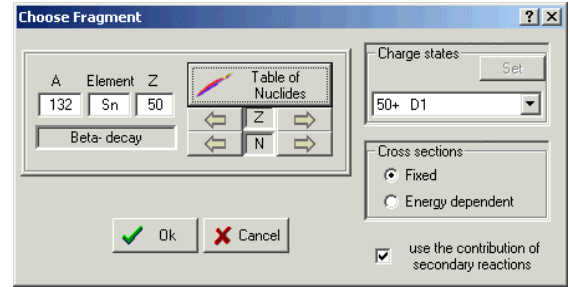 Choose Fragment
A Element Z
132 Sn 50
Beta- decay
Table of
Nuclides
Z
N
Ok
Cancel
Charge states
Set
50+ D1
Cross sections
Fixed
Energy dependent
use the contribution of
secondary reactions